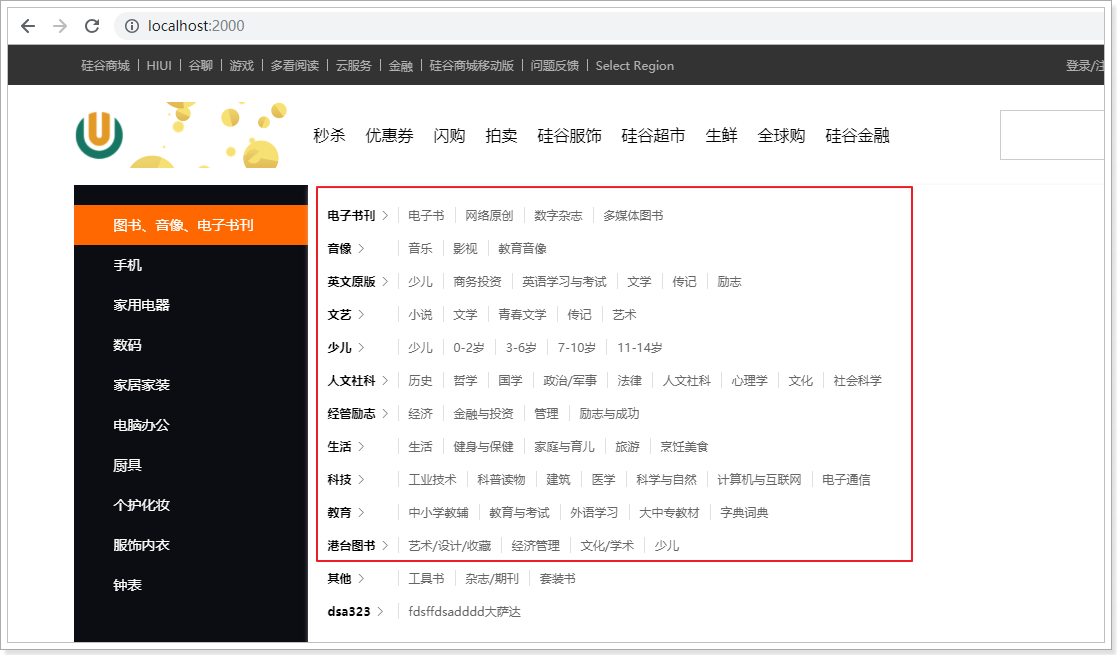 localhost:2000
硅谷商城 HIUI 谷聊 游戏 多看阅读 云服务 金融 硅谷商城移动版 问题反馈 Select Region 登录/注
秒杀 优惠券 闪购 拍卖 硅谷服饰 硅谷超市 生鲜 全球购 硅谷金融
图书、音像、电子书刊
手机
家用电器
数码
家居家装
电脑办公
厨具
个护化妆
服饰内衣
钟表
电子书刊 电子书 网络原创 数字杂志 多媒体图书
音像 音乐 影视 教育音像
英文原版 少儿 商务投资 英语学习与考试 文学 传记 励志
文艺 小说 文学 青春文学 传记 艺术
少儿 少儿 0-2岁 3-6岁 7-10岁 11-14岁
人文社科 历史 哲学 国学 政治/军事 法律 人文社科 心理学 文化 社会科学
经管励志 经济 金融与投资 管理 励志与成功
生活 生活 健身与保健 家庭与育儿 旅游 烹饪美食
科技 工业技术 科普读物 建筑 医学 科学与自然 计算机与互联网 电子通信
教育 中小学教辅 教育与考试 外语学习 大中专教材 字典词典
港台图书 艺术/设计/收藏 经济管理 文化/学术 少儿
其他 工具书 杂志/期刊 套装书
dsa323 fdsffdsadddd大萨达